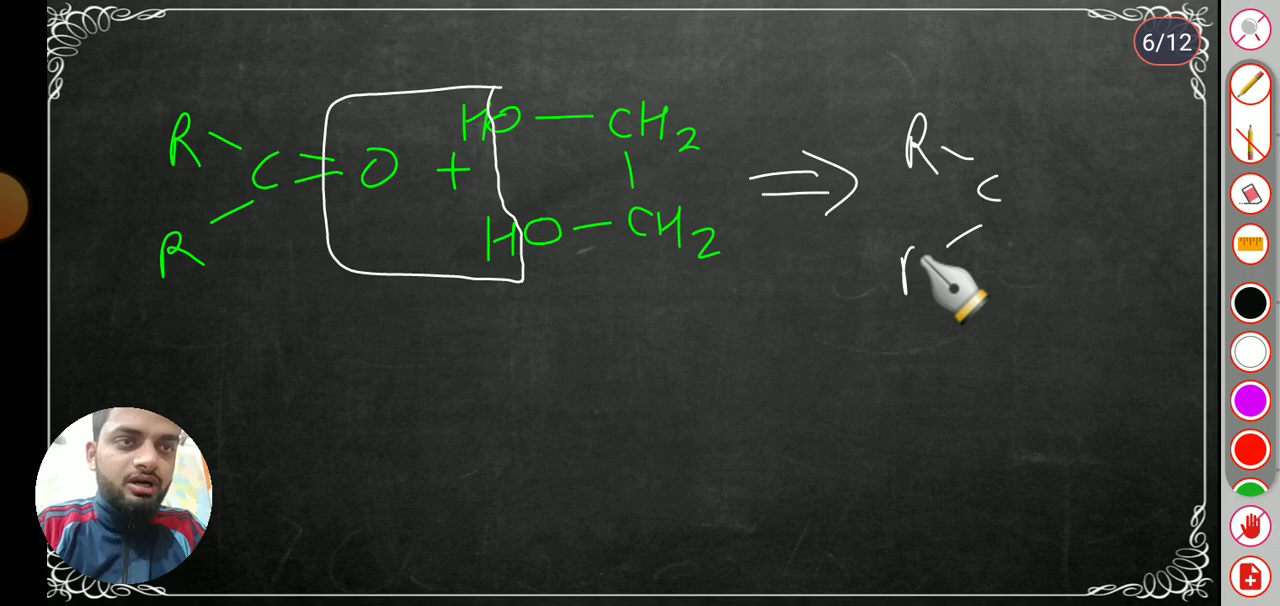 6/12
R
C = O + HO — CH2
R
HO — CH2
⇒
R
C
r